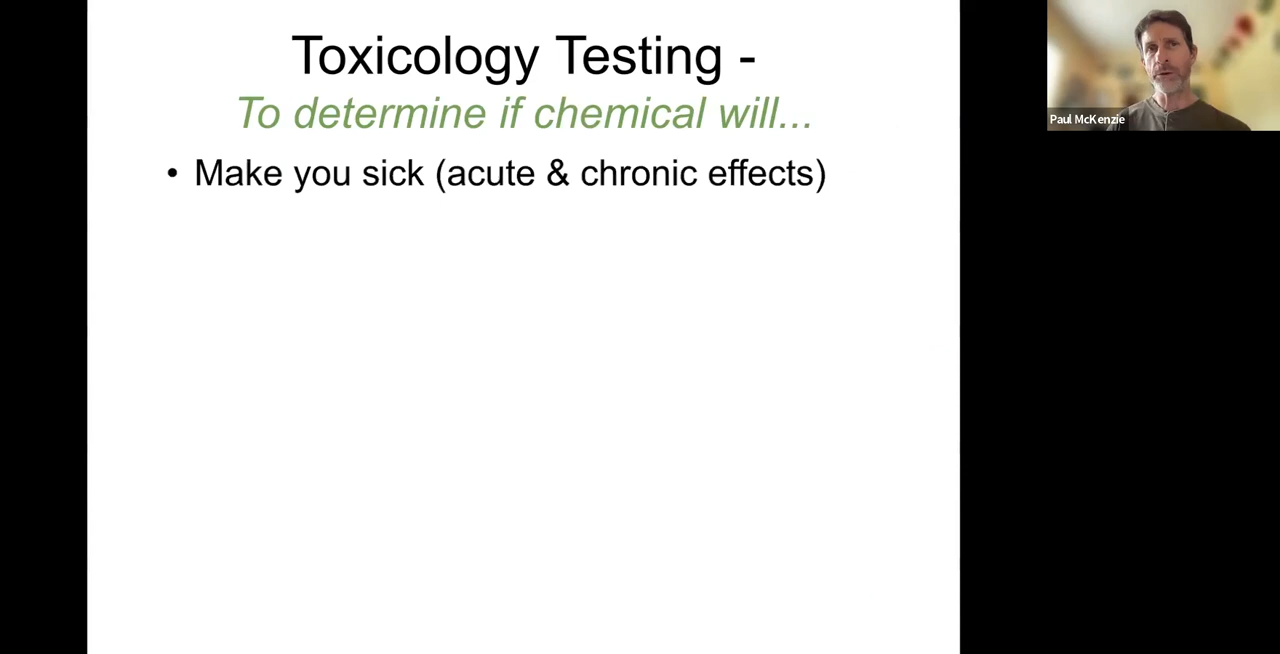 Toxicology Testing -
To determine if chemical will...
• Make you sick (acute & chronic effects)
Paul McKenzie